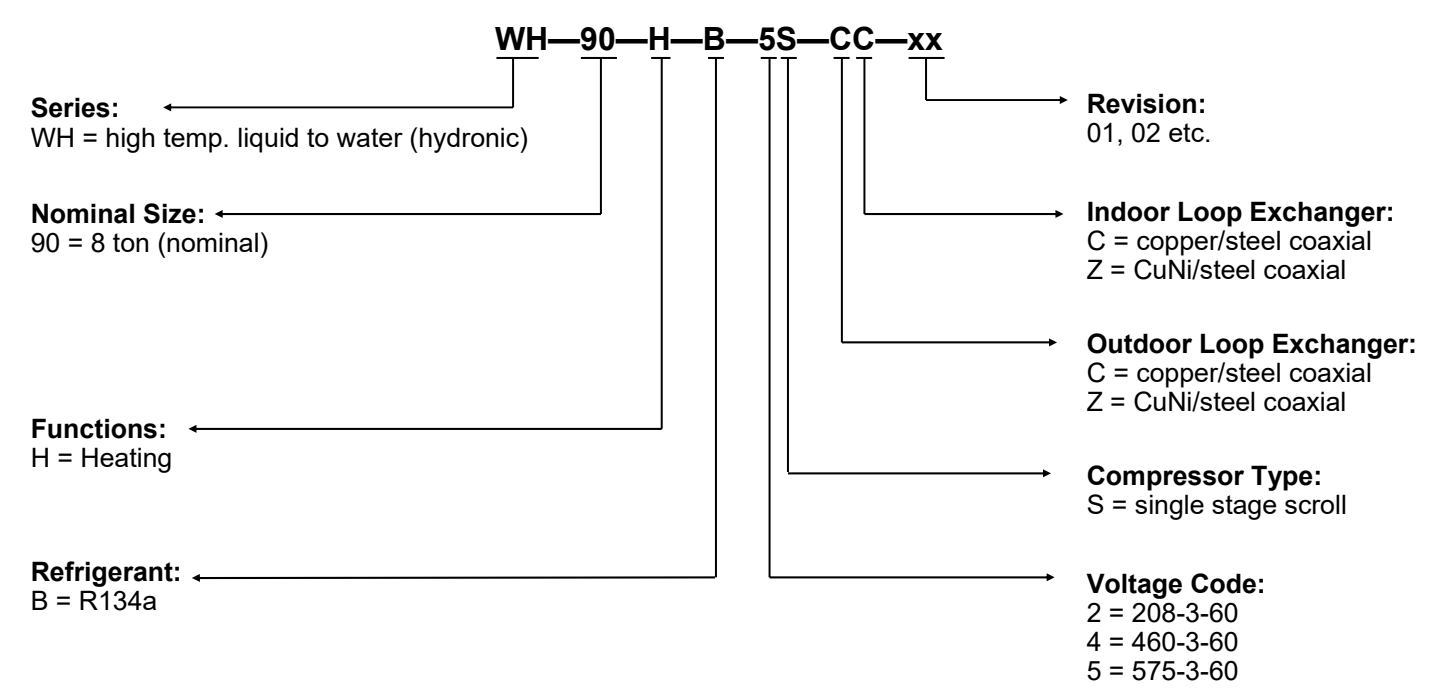 WH—90—H—B—5S—CC—xx
Series:
WH = high temp. liquid to water (hydronic)
Nominal Size:
90 = 8 ton (nominal)
Functions:
H = Heating
Refrigerant:
B = R134a
Revision:
01, 02 etc.
Indoor Loop Exchanger:
C = copper/steel coaxial
Z = CuNi/steel coaxial
Outdoor Loop Exchanger:
C = copper/steel coaxial
Z = CuNi/steel coaxial
Compressor Type:
S = single stage scroll
Voltage Code:
2 = 208-3-60
4 = 460-3-60
5 = 575-3-60